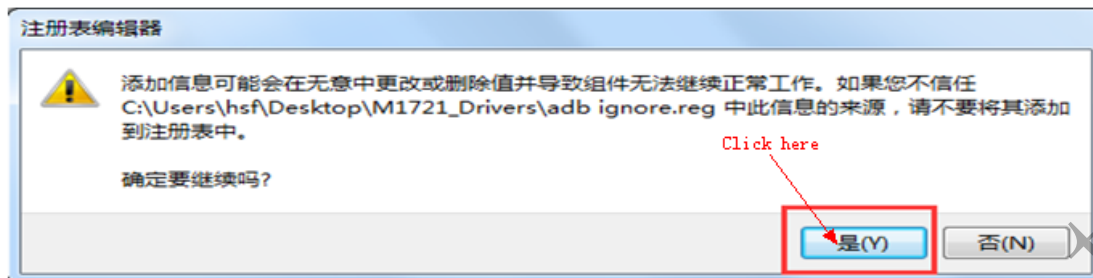 注册表编辑器
添加信息可能会在无意中更改或删除值并导致组件无法继续正常工作。如果您不信任
C:\Users\hsf\Desktop\M1721_Drivers\adb ignore.reg 中此信息的来源，请不要将其添加
到注册表中。
Click here
确定要继续吗?
是(Y)
否(N)